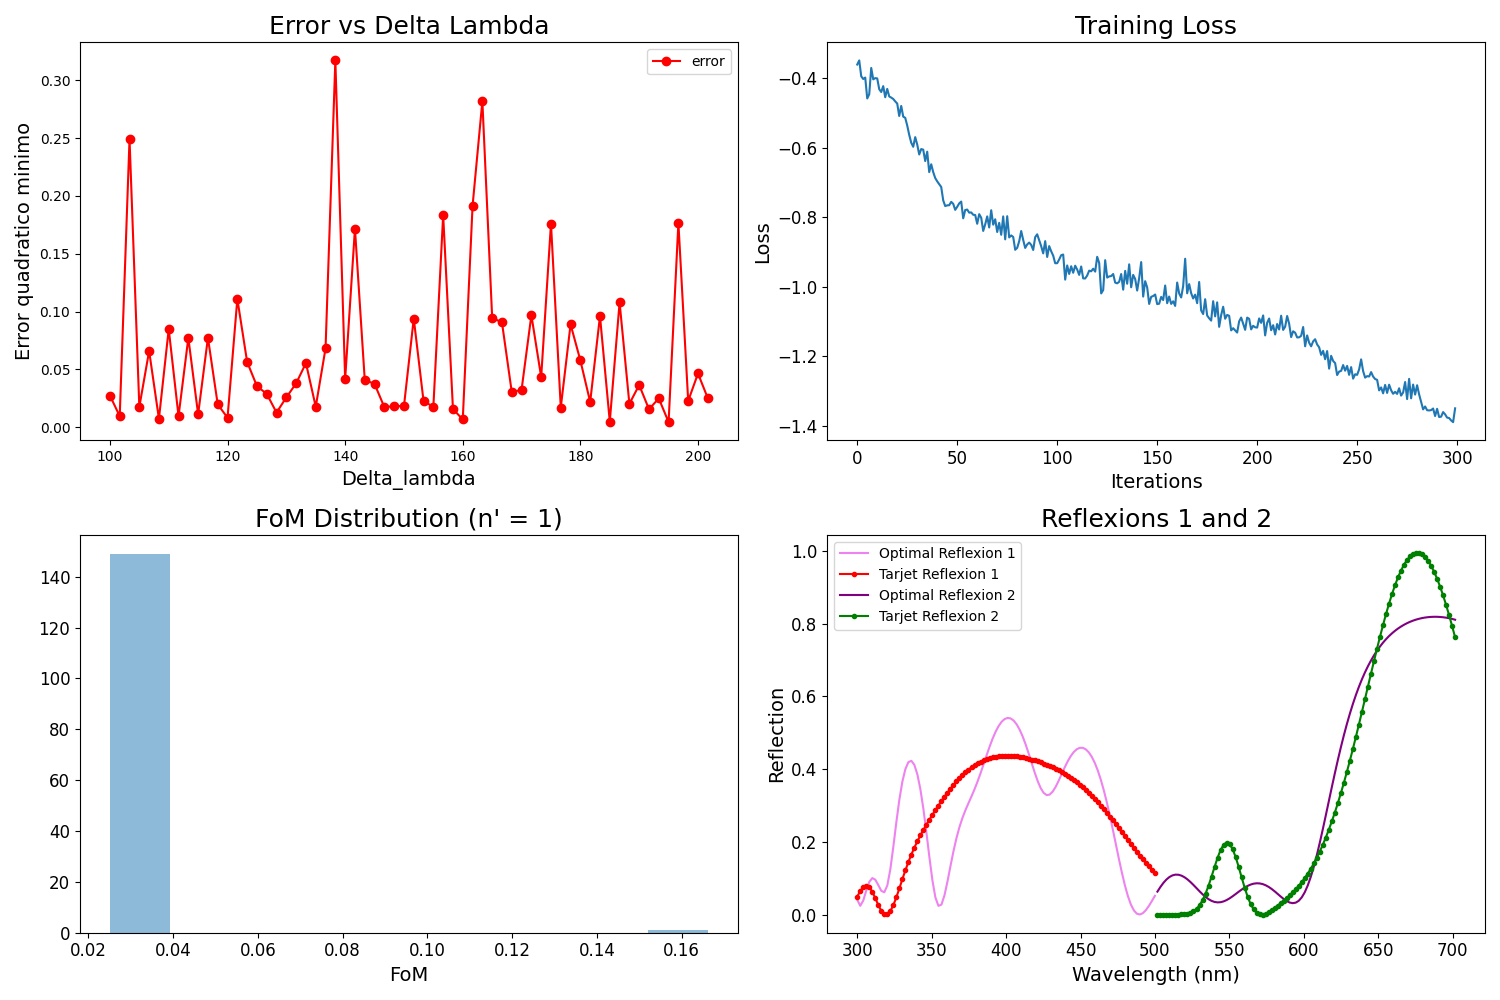 Error vs Delta Lambda
error
Error quadratico minimo
0.30
0.25
0.20
0.15
0.10
0.05
0.00
100 120 140 160 180 200
Delta_lambda
Training Loss
Loss
−0.4
−0.6
−0.8
−1.0
−1.2
−1.4
0 50 100 150 200 250 300
Iterations
FoM Distribution (n' = 1)
140
120
100
80
60
40
20
0
0.02 0.04 0.06 0.08 0.10 0.12 0.14 0.16
FoM
Reflexions 1 and 2
Optimal Reflexion 1
Tarjet Reflexion 1
Optimal Reflexion 2
Tarjet Reflexion 2
Reflection
1.0
0.8
0.6
0.4
0.2
0.0
300 350 400 450 500 550 600 650 700
Wavelength (nm)